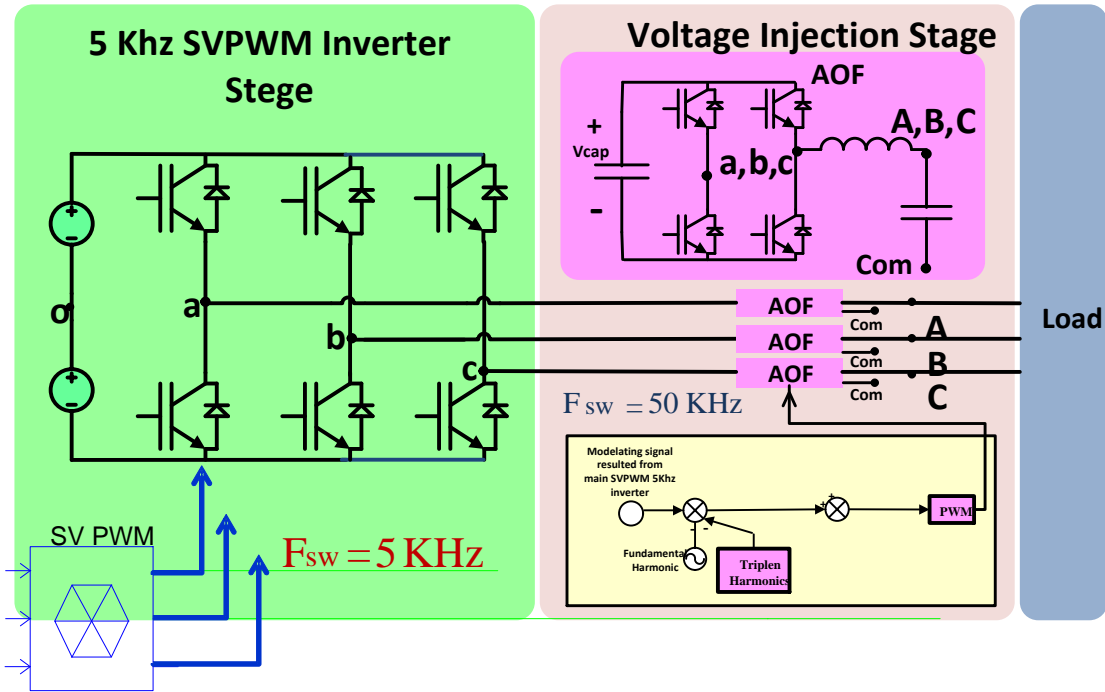 5 Khz SVPWM Inverter
Stege
Voltage Injection Stage
AOF
+
Vcap
-
a,b,c
A,B,C
Com
+
-
o
+
-
a
b
c
AOF
Com
A
AOF
Com
B
AOF
Com
C
Load
F sw = 50 KHz
Modelating signal
resulted from
main SVPWM 5Khz
inverter
+
+
- -
PWM
Fundamental
Harmonic
Triplen
Harmonics
SV PWM
Fsw = 5 KHz